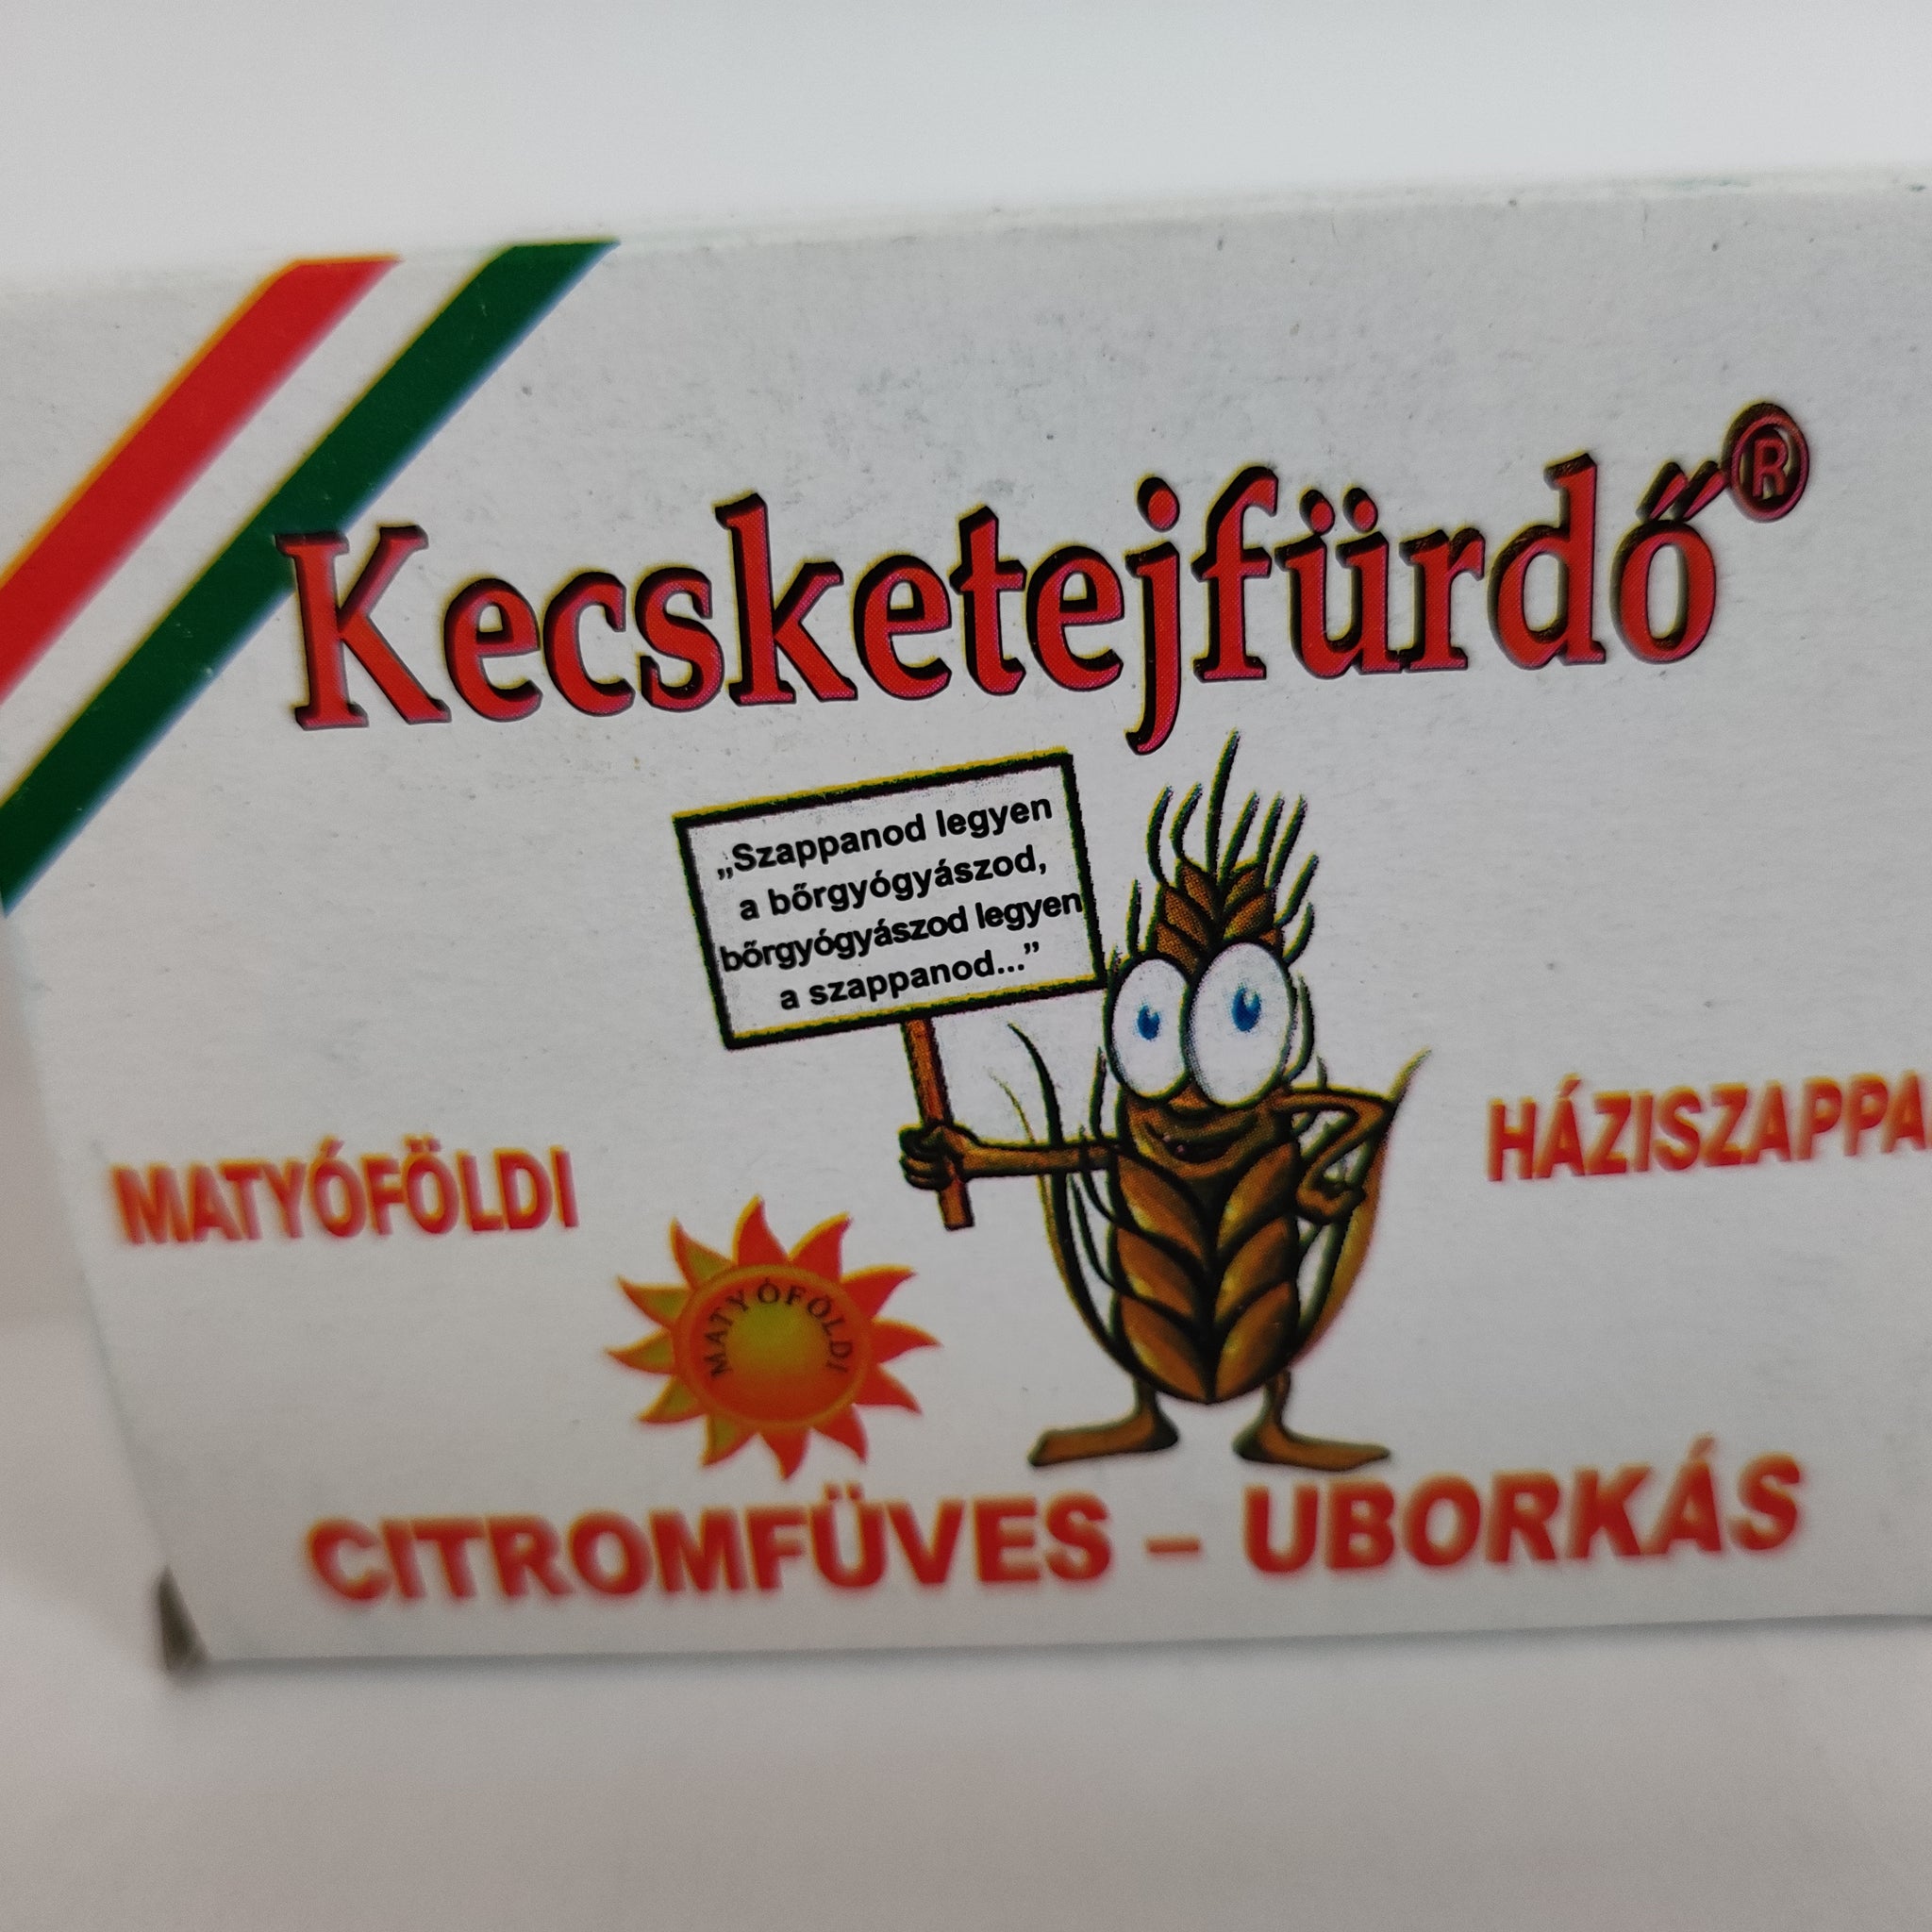 Kecsketejfürdő®
„Szappanod legyen
a bőrgyógyászod,
bőrgyógyászod legyen
a szappanod...”
MATYÓFÖLDI
HÁZISZAPPA
MATYÓFÖLDI
CITROMFÜVES – UBORKÁS